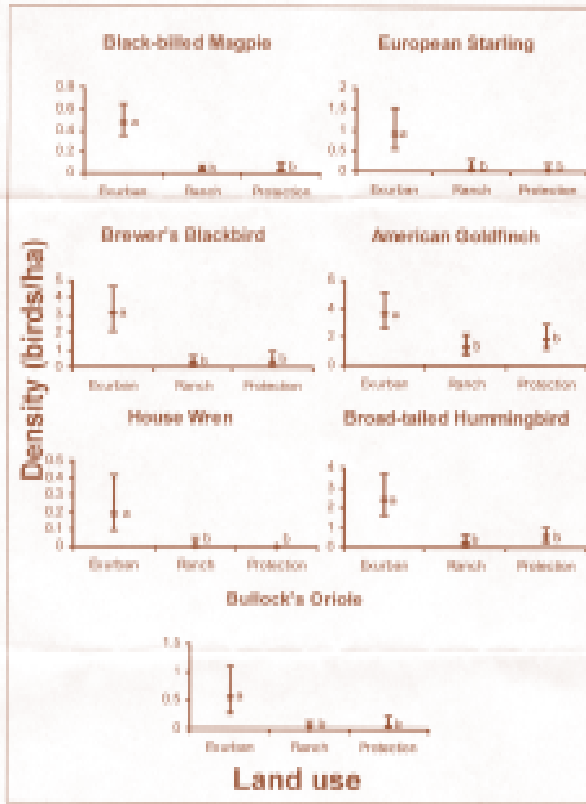 Black-billed Magpie
0.8
0.6
0.4
0.2
0
a
b
b
Exurban Ranch Protection
European Starling
2
1.5
1
0.5
0
a
b
b
Exurban Ranch Protection
Brewer's Blackbird
5
4
3
2
1
0
a
b
b
Exurban Ranch Protection
American Goldfinch
6
4
2
0
a
b
b
Exurban Ranch Protection
House Wren
0.5
0.4
0.3
0.2
0.1
0
a
b
b
Exurban Ranch Protection
Broad-tailed Hummingbird
4
3
2
1
0
a
b
b
Exurban Ranch Protection
Bullock's Oriole
1.5
1
0.5
0
a
b
b
Exurban Ranch Protection
Density (birds/ha)
Land use